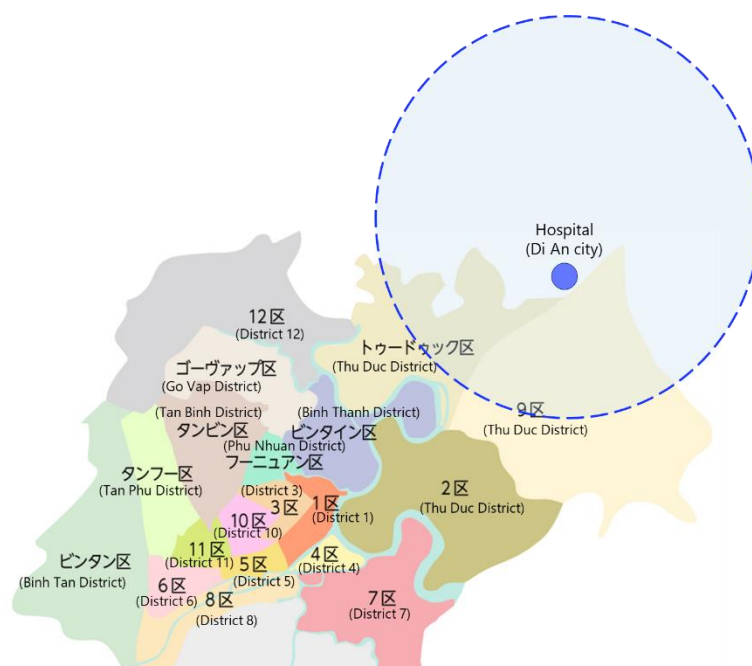 Hospital
(Di An city)
12区
(District 12)
トゥードゥック区
(Thu Duc District)
ゴーヴァップ区
(Go Vap District)
(Tan Binh District)
タンビン区
(Binh Thanh District)
ビンタイン区
9区
(Thu Duc District)
(Phu Nhuan District)
フーニュアン区
タンフー区
(Tan Phu District)
(District 3)
3区
1区
(District 1)
2区
(Thu Duc District)
10区
(District 10)
11区
(District 11)
4区
(District 4)
5区
(District 5)
ビンタン区
(Binh Tan District)
6区
(District 6)
8区
(District 8)
7区
(District 7)